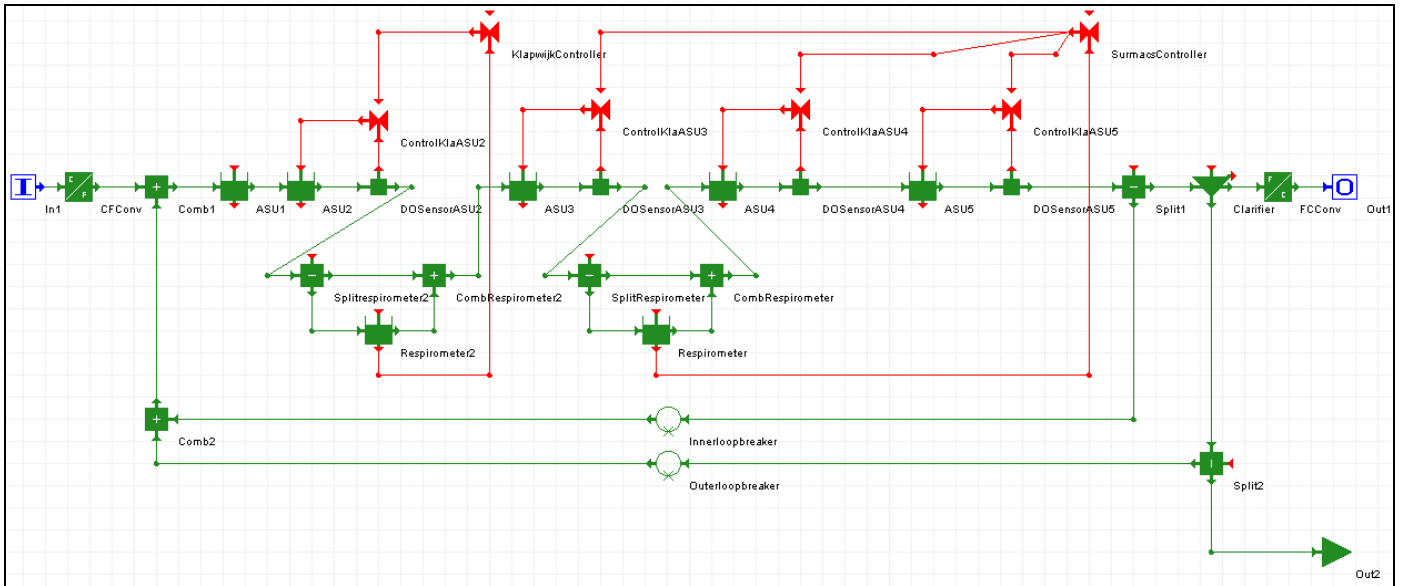 KlapwijkController
SurmacsController
ControlKlaASU2
ControlKlaASU3
ControlKlaASU4
ControlKlaASU5
I
C
F
+
−
F
C
O
In1
CFConv
Comb1
ASU1
ASU2
DOSensorASU2
ASU3
DOSensorASU3
ASU4
DOSensorASU4
ASU5
DOSensorASU5
Split1
Clarifier
FCConv
Out1
−
+
−
+
Splitrespirometer2
CombRespirometer2
SplitRespirometer
CombRespirometer
Respirometer2
Respirometer
+
Comb2
Innerloopbreaker
Outerloopbreaker
Split2
Out2